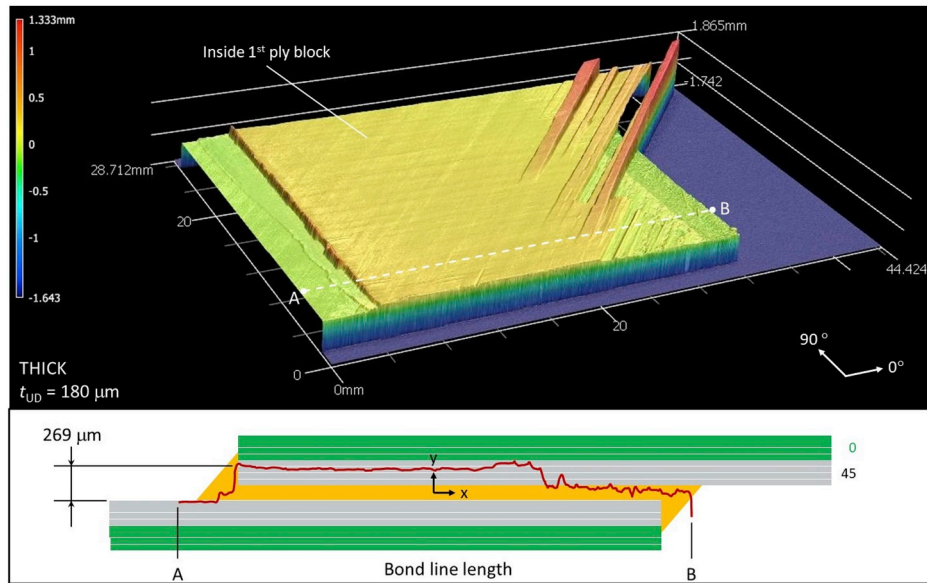 1.333mm
1
0.5
0
-0.5
-1
-1.643
Inside 1st ply block
1.865mm
-1.742
28.712mm
20
A
B
0
0mm
20
44.424
90 °
0°
THICK
tUD = 180 µm
269 µm
0
45
y
x
A
Bond line length
B